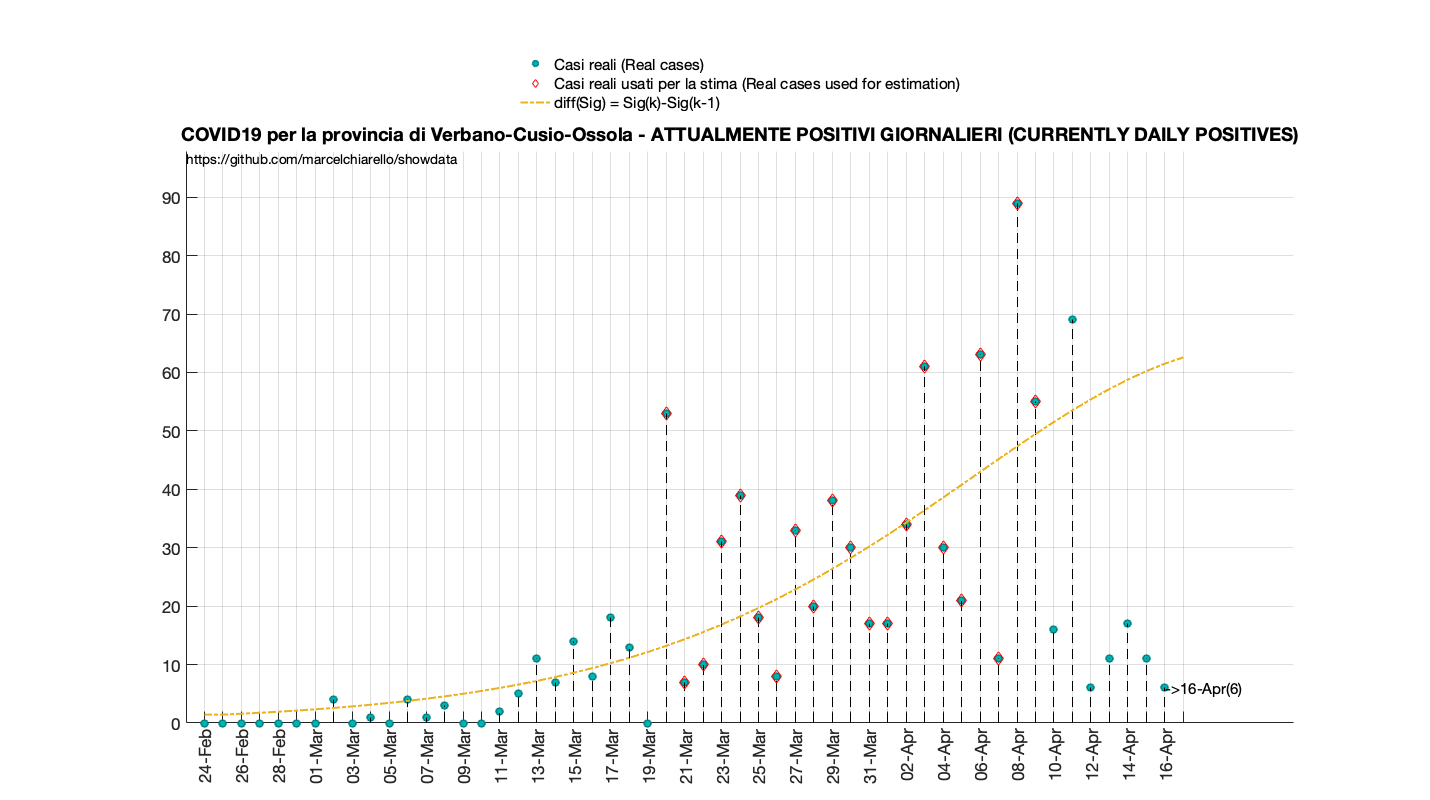 Casi reali (Real cases)
Casi reali usati per la stima (Real cases used for estimation)
diff(Sig) = Sig(k)-Sig(k-1)
COVID19 per la provincia di Verbano-Cusio-Ossola - ATTUALMENTE POSITIVI GIORNALIERI (CURRENTLY DAILY POSITIVES)
https://github.com/marcelchiarello/showdata
90
80
70
60
50
40
30
20
10
0
->16-Apr(6)
24-Feb
26-Feb
28-Feb
01-Mar
03-Mar
05-Mar
07-Mar
09-Mar
11-Mar
13-Mar
15-Mar
17-Mar
19-Mar
21-Mar
23-Mar
25-Mar
27-Mar
29-Mar
31-Mar
02-Apr
04-Apr
06-Apr
08-Apr
10-Apr
12-Apr
14-Apr
16-Apr